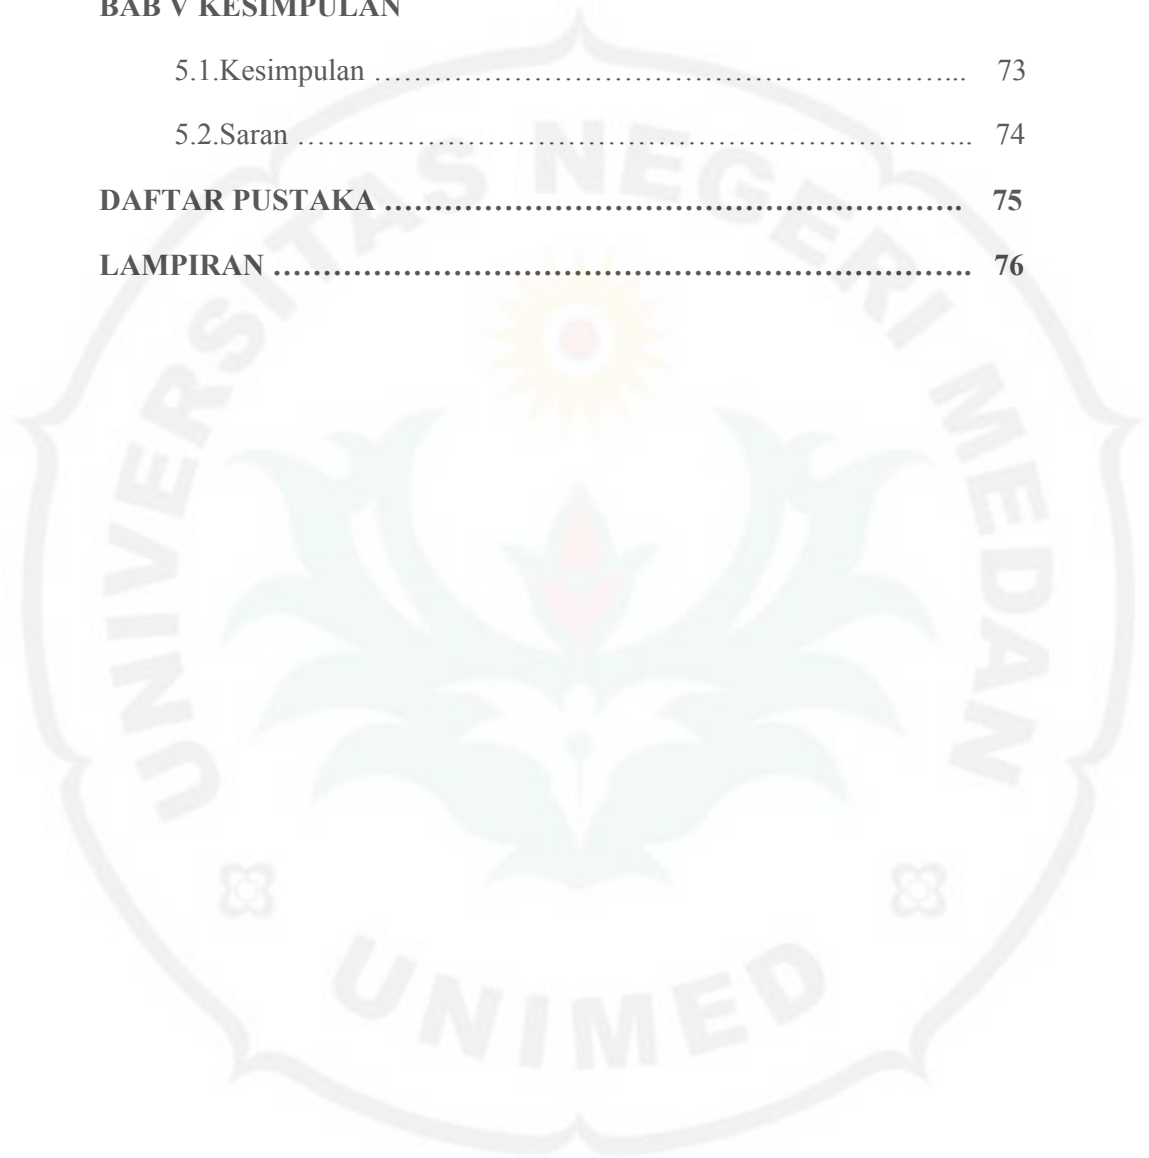 BAB V KESIMPULAN
5.1.Kesimpulan …………………………………………………... 73
5.2.Saran ………………………………………………………….. 74
DAFTAR PUSTAKA …………………………………………………. 75
LAMPIRAN ……………………………………………………………. 76
UNIVERSITAS NEGERI MEDAN
UNIMED